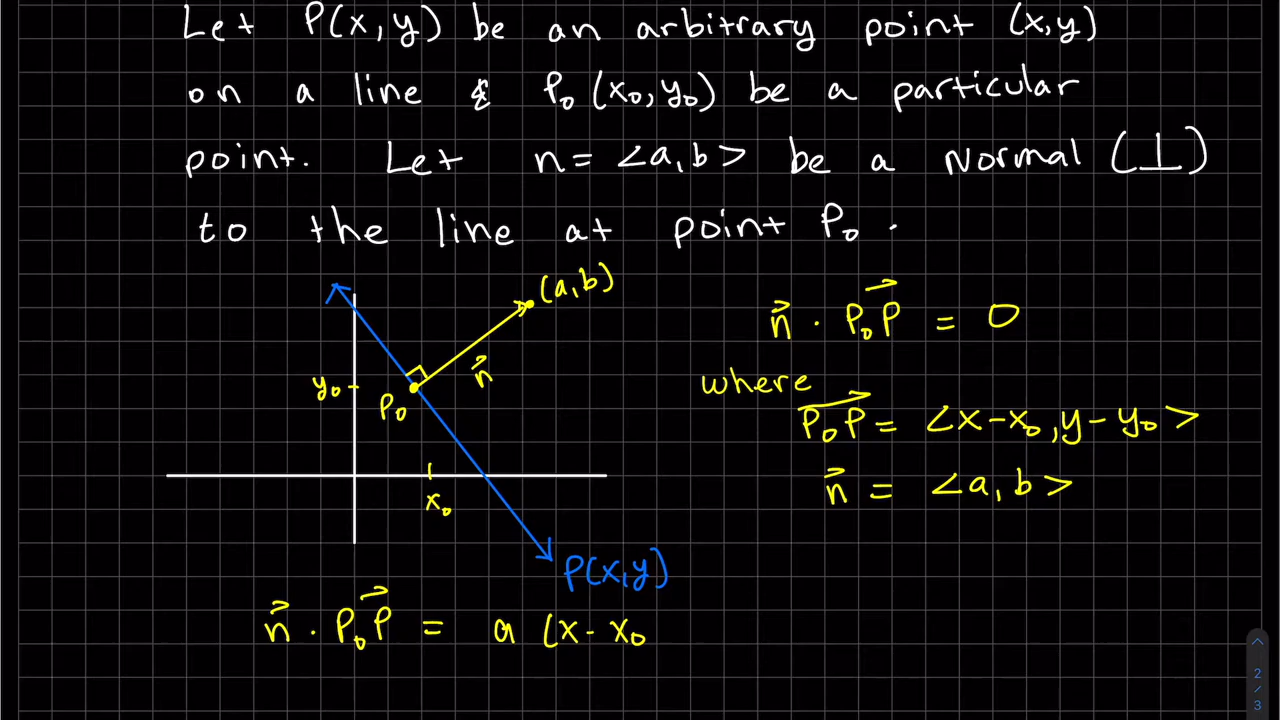 Let P(x,y) be an arbitrary point (x,y)
on a line & P₀(x₀,y₀) be a particular
point. Let n = <a,b> be a Normal (⊥)
to the line at point P₀.
(a,b)
n⃗
y₀
P₀
x₀
P(x,y)
n⃗ · P₀P⃗ = 0
where
P₀P⃗ = <x-x₀, y-y₀>
n⃗ = <a,b>
n⃗ · P₀P⃗ = a (x-x₀
2/3